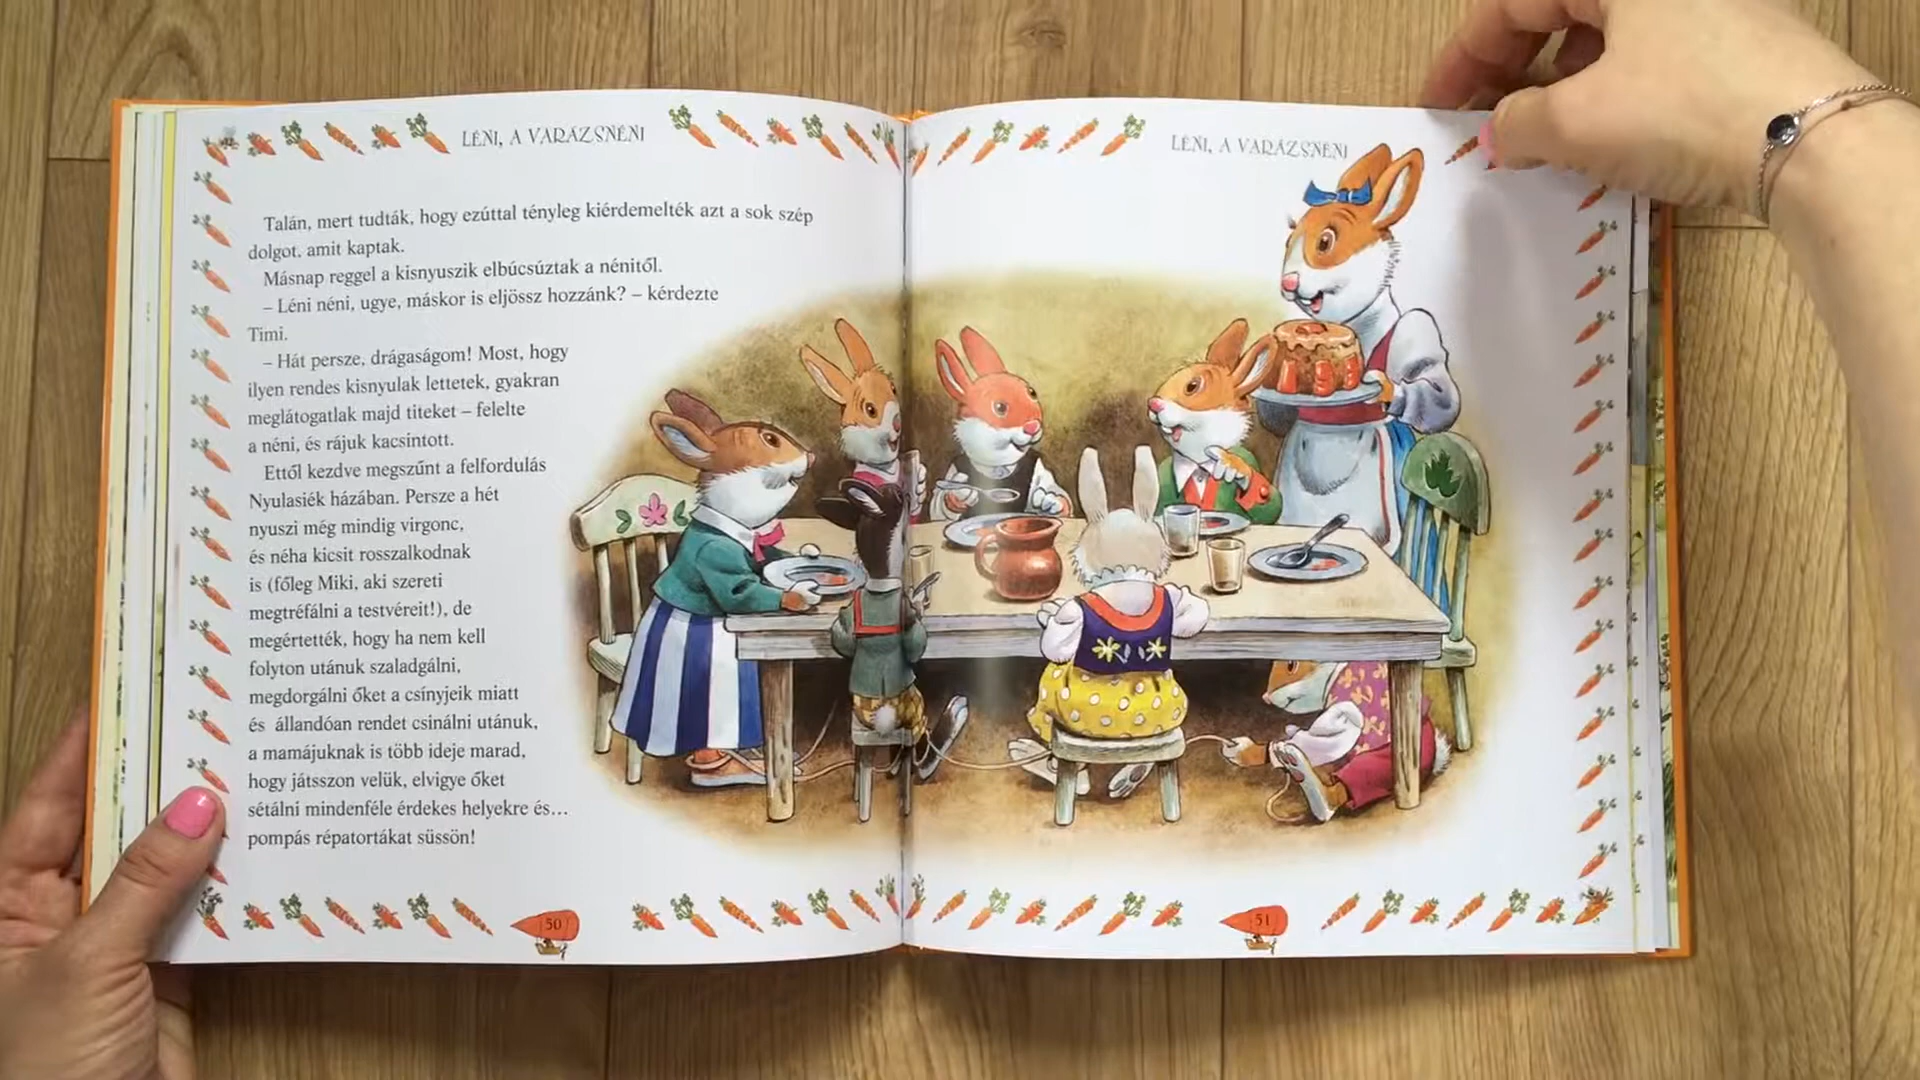 LÉNI, A VARÁZSNÉNI
Talán, mert tudták, hogy ezúttal tényleg kiérdemelték azt a sok szép
dolgot, amit kaptak.
Másnap reggel a kisnyuszik elbúcsúztak a nénitől.
– Léni néni, ugye, máskor is eljössz hozzánk? – kérdezte
Timi.
– Hát persze, drágaságom! Most, hogy
ilyen rendes kisnyulak lettetek, gyakran
meglátogatlak majd titeket – felelte
a néni, és rájuk kacsintott.
Ettől kezdve megszűnt a felfordulás
Nyulasiék házában. Persze a hét
nyuszi még mindig virgonc,
és néha kicsit rosszalkodnak
is (főleg Miki, aki szereti
megtréfálni a testvéreit!), de
megértették, hogy ha nem kell
folyton utánuk szaladgálni,
megdorgálni őket a csínyjeik miatt
és állandóan rendet csinálni utánuk,
a mamájuknak is több ideje marad,
hogy játsszon velük, elvigye őket
sétálni mindenféle érdekes helyekre és…
pompás répatortákat süssön!
50
LÉNI, A VARÁZSNÉNI
51